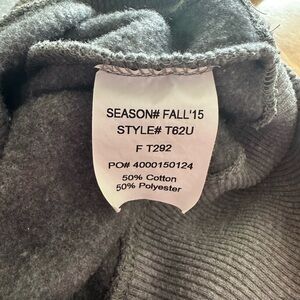 SEASON# FALL'15
STYLE# T62U
F T292
PO# 4000150124
50% Cotton
50% Polyester